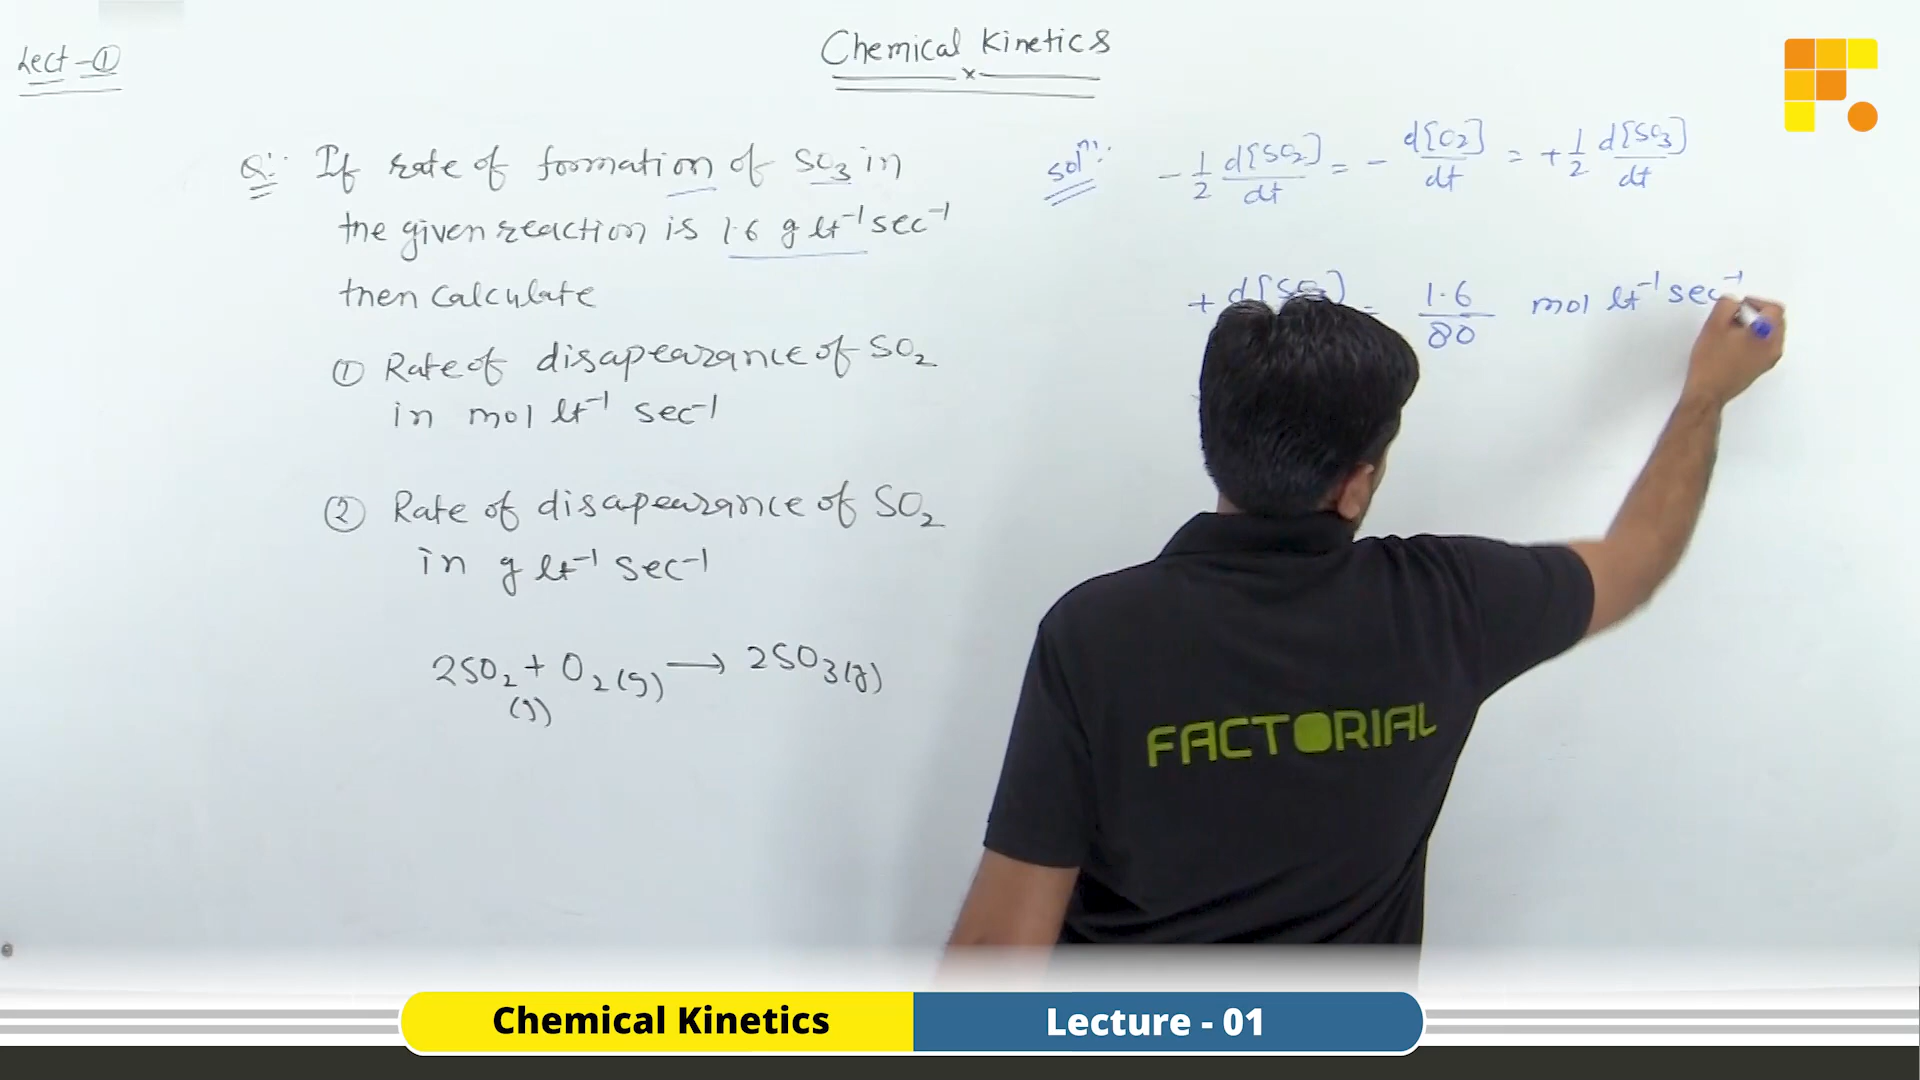 Lect-①
Chemical Kinetics
x
Q:- If rate of formation of SO₃ in
the given reaction is 1.6 g lt⁻¹ sec⁻¹
then calculate
① Rate of disapearance of SO₂
in mol lt⁻¹ sec⁻¹
② Rate of disapearance of SO₂
in g lt⁻¹ sec⁻¹
2SO₂(g) + O₂(g) → 2SO₃(g)
solⁿ:- -1/2 d[SO₂]/dt = - d[O₂]/dt = +1/2 d[SO₃]/dt
+ = 1.6/80 mol lt⁻¹ sec⁻¹
FACTORIAL
Chemical Kinetics
Lecture - 01